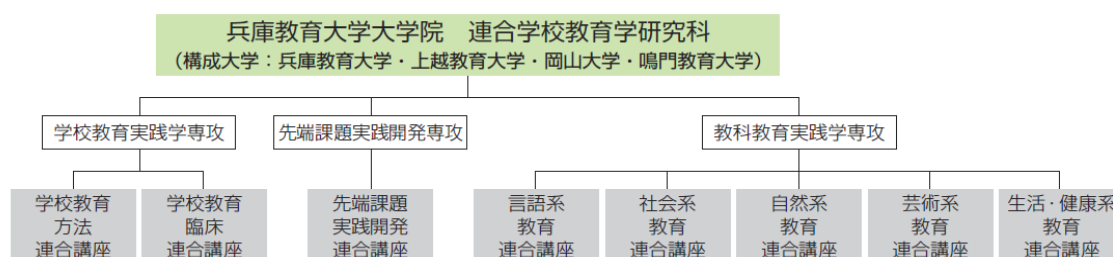 兵庫教育大学大学院　連合学校教育学研究科
（構成大学：兵庫教育大学・上越教育大学・岡山大学・鳴門教育大学）
学校教育実践学専攻
先端課題実践開発専攻
教科教育実践学専攻
学校教育
方法
連合講座
学校教育
臨床
連合講座
先端課題
実践開発
連合講座
言語系
教育
連合講座
社会系
教育
連合講座
自然系
教育
連合講座
芸術系
教育
連合講座
生活・健康系
教育
連合講座